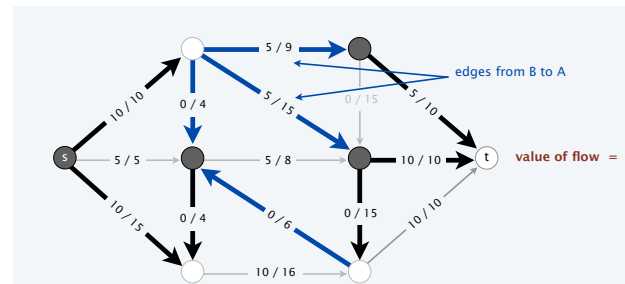 5 / 9
edges from B to A
10 / 10
0 / 4
5 / 15
0 / 15
5 / 10
s
5 / 5
5 / 8
10 / 10
t
value of flow =
10 / 15
0 / 4
0 / 6
0 / 15
10 / 10
10 / 16